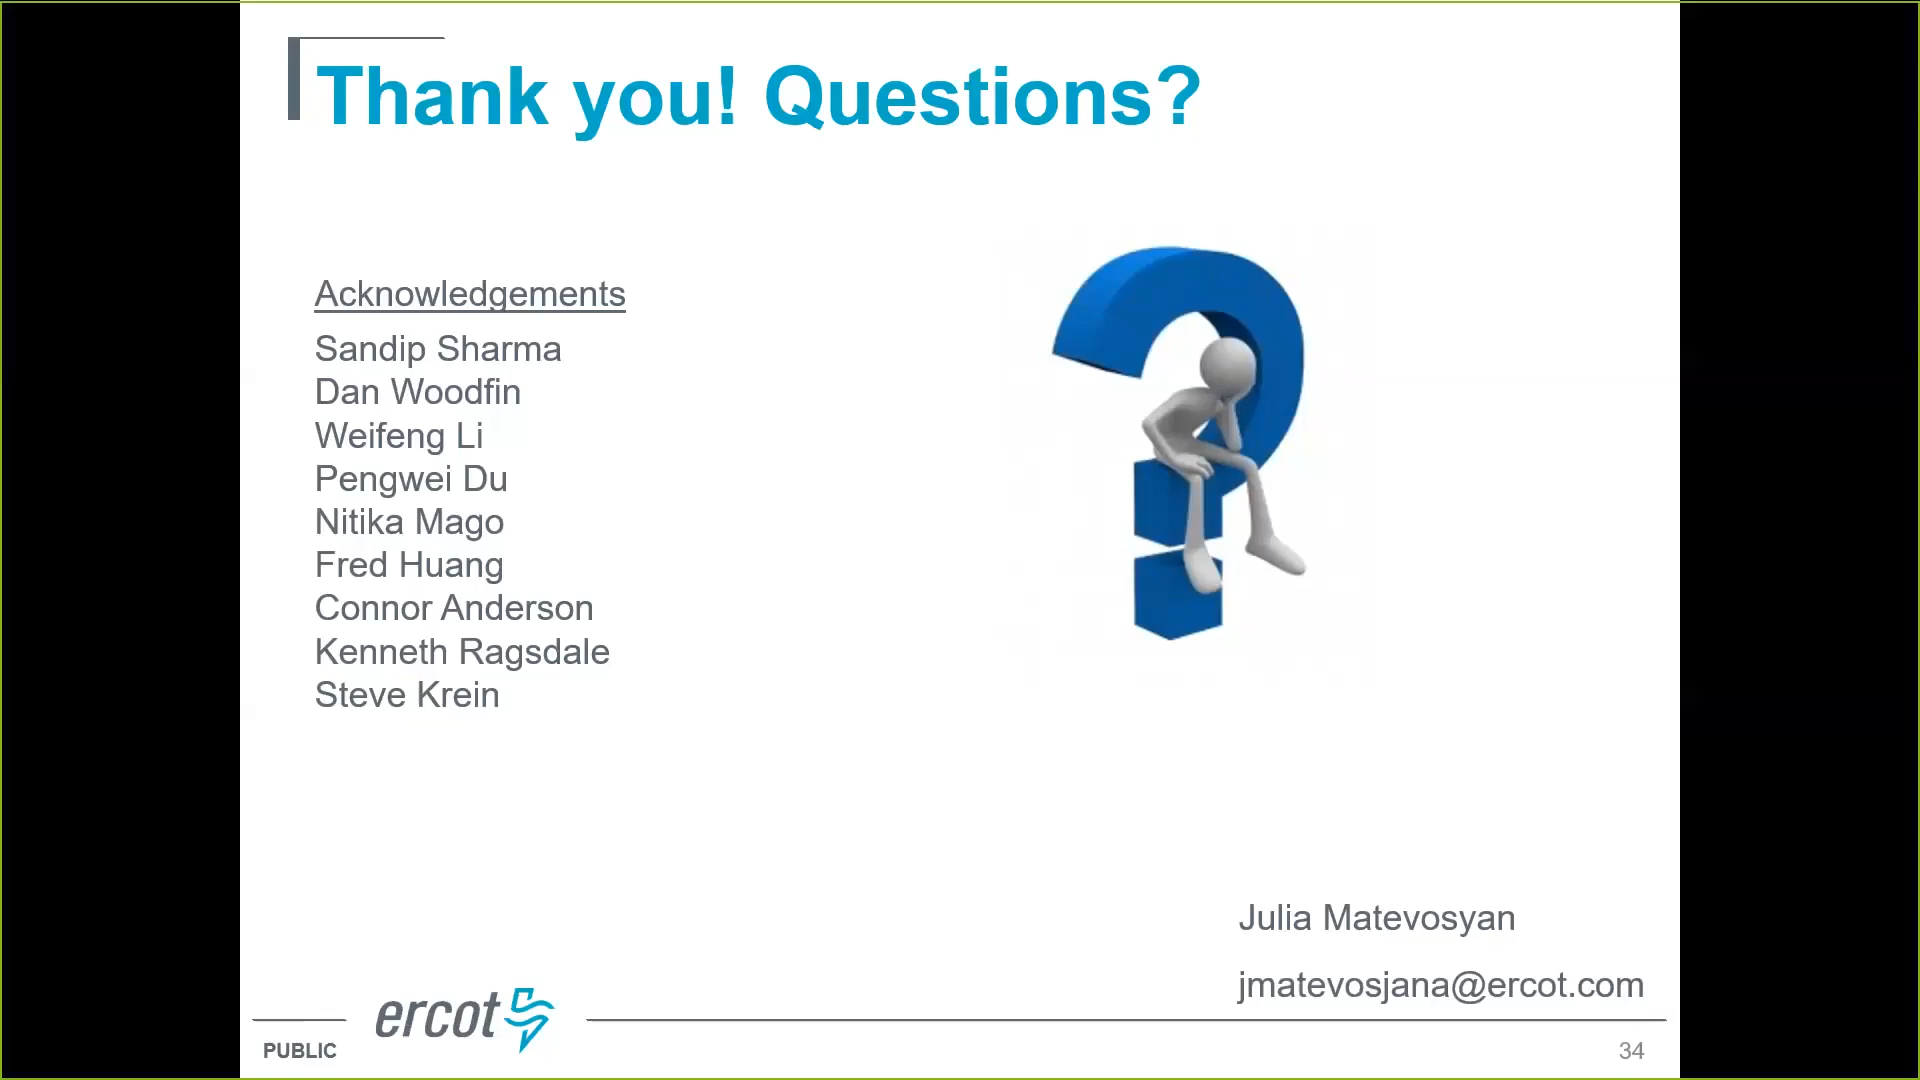 Thank you! Questions?
Acknowledgements
Sandip Sharma
Dan Woodfin
Weifeng Li
Pengwei Du
Nitika Mago
Fred Huang
Connor Anderson
Kenneth Ragsdale
Steve Krein
Julia Matevosyan
jmatevosjana@ercot.com
ercot
PUBLIC
34